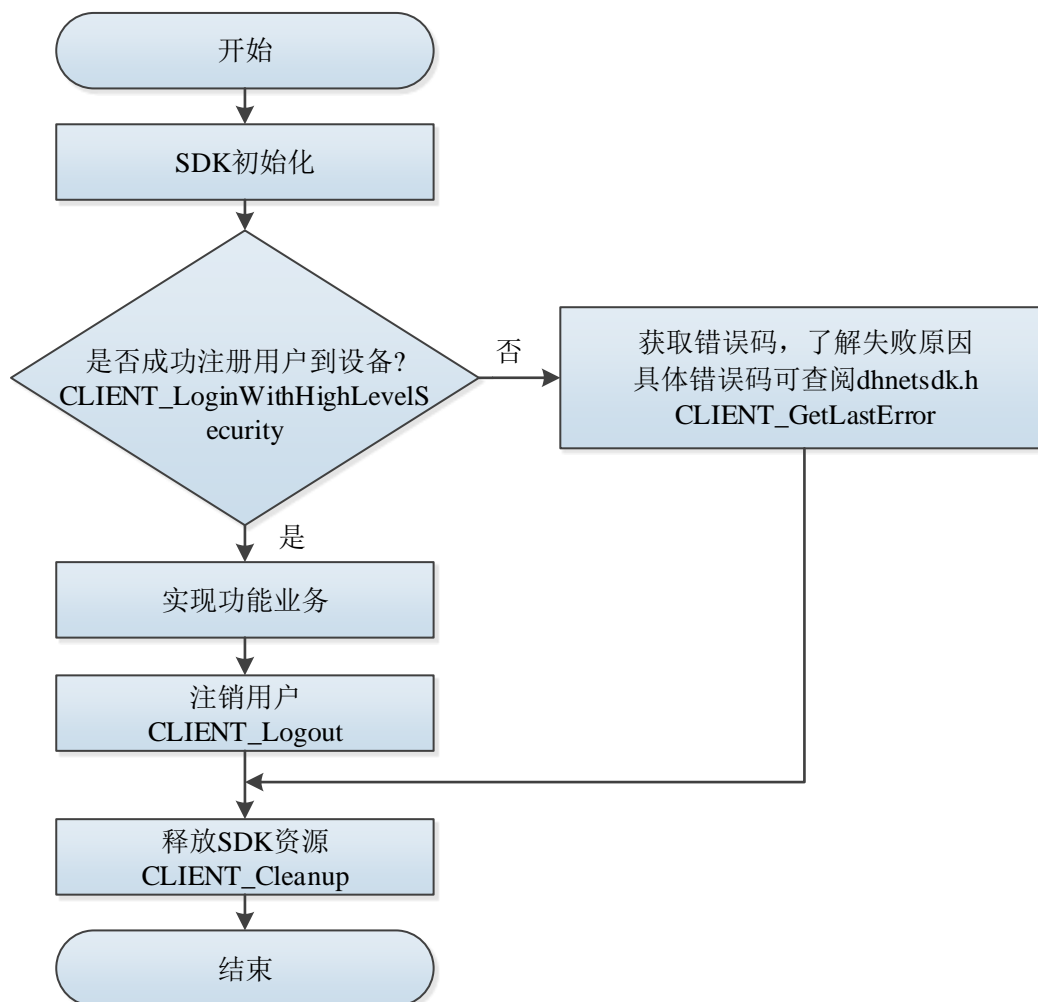 开始
SDK初始化
是否成功注册用户到设备?
CLIENT_LoginWithHighLevelS
ecurity
否
获取错误码，了解失败原因
具体错误码可查阅dhnetsdk.h
CLIENT_GetLastError
是
实现功能业务
注销用户
CLIENT_Logout
释放SDK资源
CLIENT_Cleanup
结束